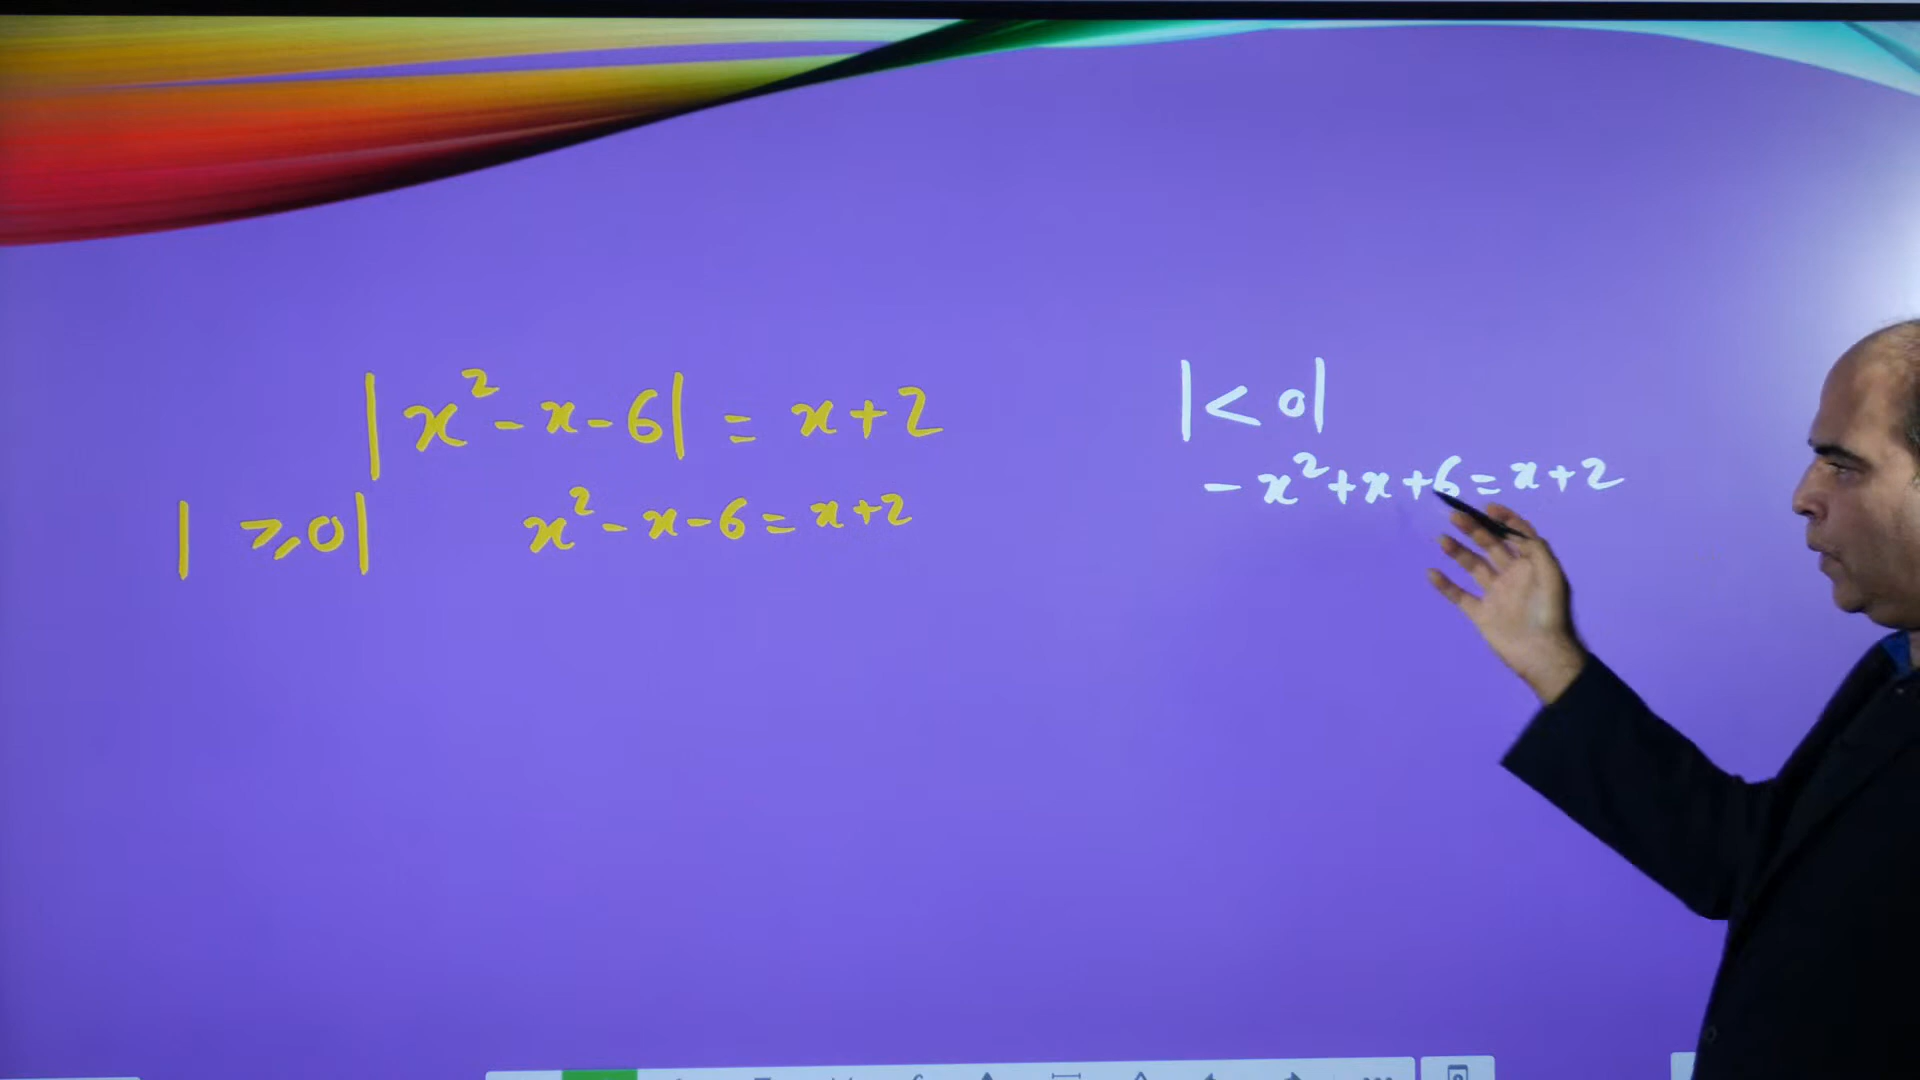 |x² - x - 6| = x + 2
| ≥ 0| x² - x - 6 = x + 2
|< 0|
- x² + x + 6 = x + 2